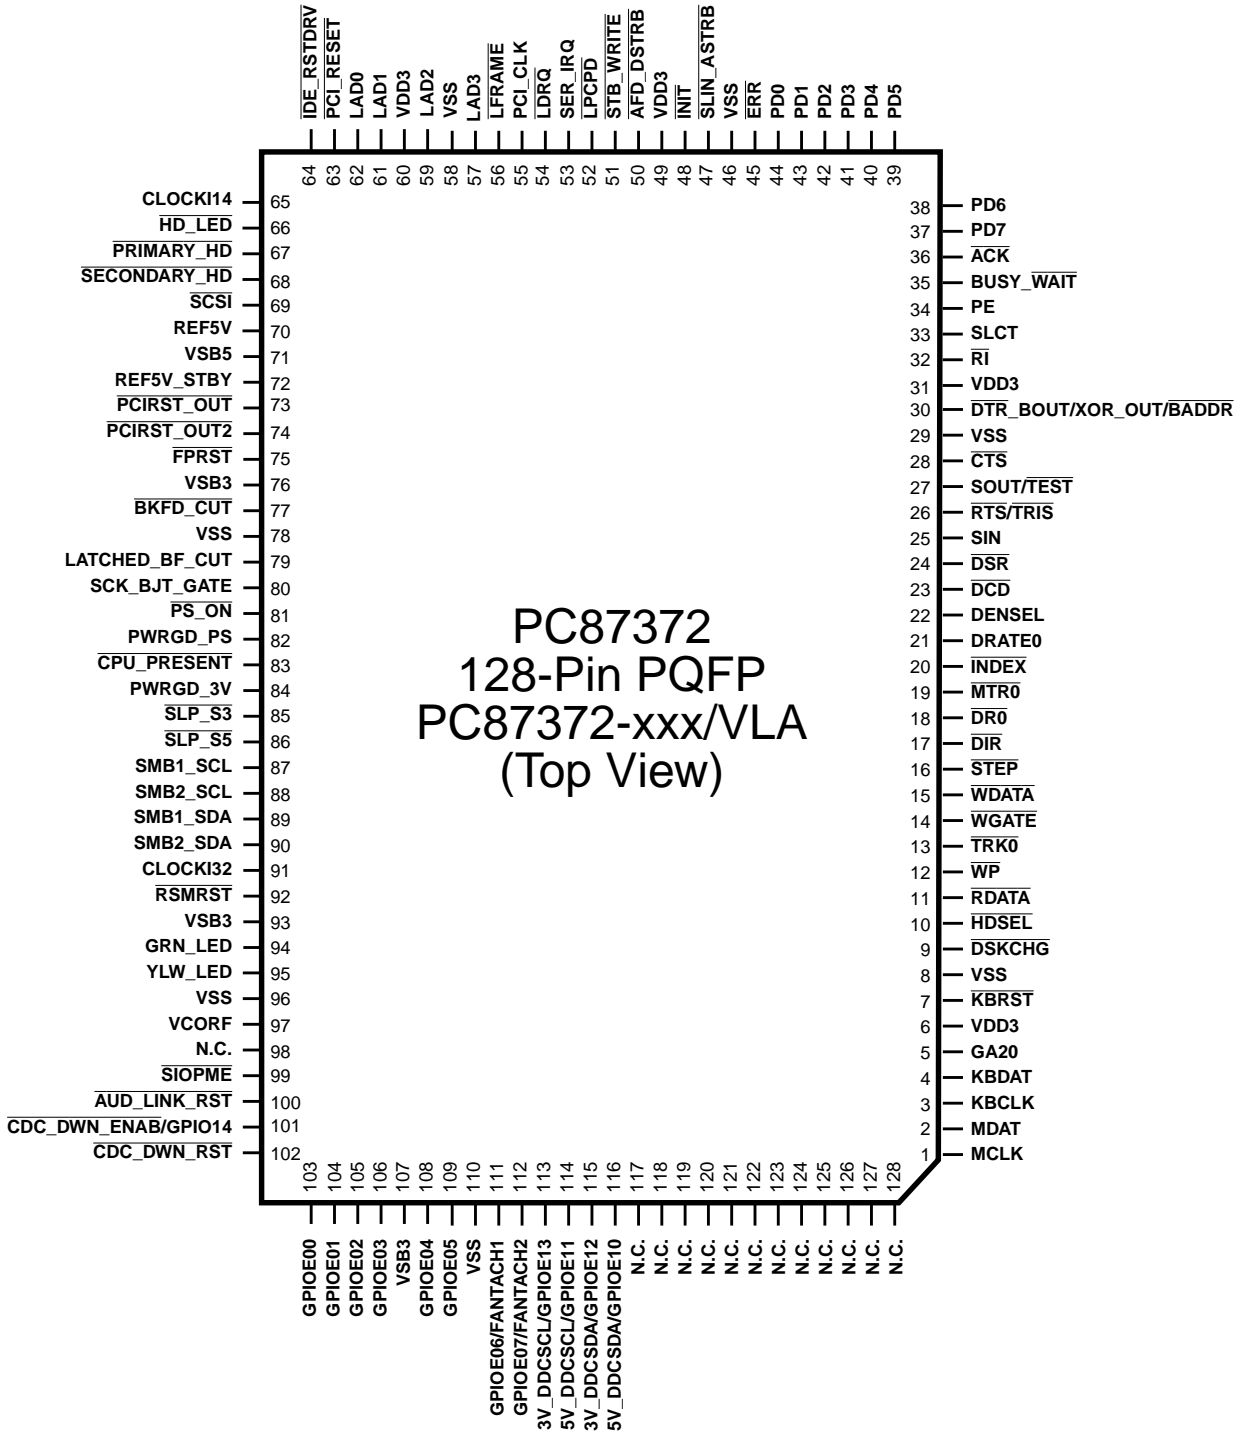 IDE_RSTDRV
PCI_RESET
LAD0
LAD1
VDD3
LAD2
VSS
LAD3
LFRAME
PCI_CLK
LDRQ
SER_IRQ
LPCPD
STB_WRITE
AFD_DSTRB
VDD3
INIT
SLIN_ASTRB
VSS
ERR
PD0
PD1
PD2
PD3
PD4
PD5
64
63
62
61
60
59
58
57
56
55
54
53
52
51
50
49
48
47
46
45
44
43
42
41
40
39
CLOCKI14 65
HD_LED 66
PRIMARY_HD 67
SECONDARY_HD 68
SCSI 69
REF5V 70
VSB5 71
REF5V_STBY 72
PCIRST_OUT 73
PCIRST_OUT2 74
FPRST 75
VSB3 76
BKFD_CUT 77
VSS 78
LATCHED_BF_CUT 79
SCK_BJT_GATE 80
PS_ON 81
PWRGD_PS 82
CPU_PRESENT 83
PWRGD_3V 84
SLP_S3 85
SLP_S5 86
SMB1_SCL 87
SMB2_SCL 88
SMB1_SDA 89
SMB2_SDA 90
CLOCKI32 91
RSMRST 92
VSB3 93
GRN_LED 94
YLW_LED 95
VSS 96
VCORF 97
N.C. 98
SIOPME 99
AUD_LINK_RST 100
CDC_DWN_ENAB/GPIO14 101
CDC_DWN_RST 102
PC87372
128-Pin PQFP
PC87372-xxx/VLA
(Top View)
38 PD6
37 PD7
36 ACK
35 BUSY_WAIT
34 PE
33 SLCT
32 RI
31 VDD3
30 DTR_BOUT/XOR_OUT/BADDR
29 VSS
28 CTS
27 SOUT/TEST
26 RTS/TRIS
25 SIN
24 DSR
23 DCD
22 DENSEL
21 DRATE0
20 INDEX
19 MTR0
18 DR0
17 DIR
16 STEP
15 WDATA
14 WGATE
13 TRK0
12 WP
11 RDATA
10 HDSEL
9 DSKCHG
8 VSS
7 KBRST
6 VDD3
5 GA20
4 KBDAT
3 KBCLK
2 MDAT
1 MCLK
103
104
105
106
107
108
109
110
111
112
113
114
115
116
117
118
119
120
121
122
123
124
125
126
127
128
GPIOE00
GPIOE01
GPIOE02
GPIOE03
VSB3
GPIOE04
GPIOE05
VSS
GPIOE06/FANTACH1
GPIOE07/FANTACH2
3V_DDCSCL/GPIOE13
5V_DDCSCL/GPIOE11
3V_DDCSDA/GPIOE12
5V_DDCSDA/GPIOE10
N.C.
N.C.
N.C.
N.C.
N.C.
N.C.
N.C.
N.C.
N.C.
N.C.
N.C.
N.C.